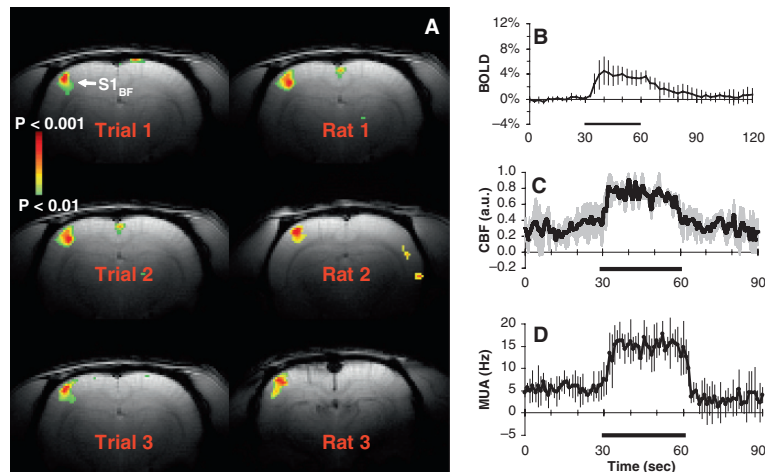 A
S1BF
Trial 1
Rat 1
P < 0.001
P < 0.01
Trial 2
Rat 2
Trial 3
Rat 3
B
BOLD
12%
8%
4%
0%
−4%
0 30 60 90 120
C
CBF (a.u.)
1.0
0.8
0.6
0.4
0.2
0.0
−0.2
0 30 60 90
D
MUA (Hz)
20
15
10
5
0
−5
0 30 60 90
Time (sec)